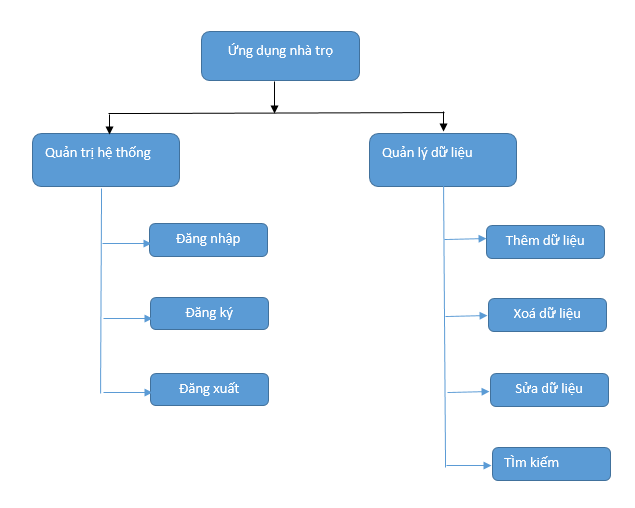 Ứng dụng nhà trọ
Quản trị hệ thống
Quản lý dữ liệu
Đăng nhập
Thêm dữ liệu
Đăng ký
Xoá dữ liệu
Đăng xuất
Sửa dữ liệu
TÌm kiếm